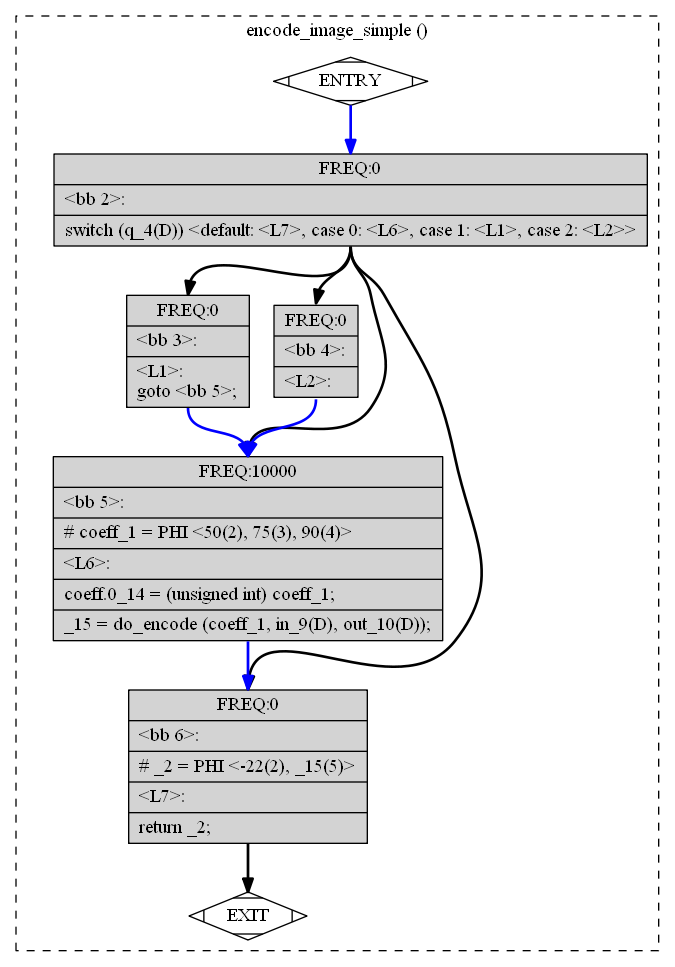 encode_image_simple ()
ENTRY
FREQ:0
<bb 2>:
switch (q_4(D)) <default: <L7>, case 0: <L6>, case 1: <L1>, case 2: <L2>>
FREQ:0
<bb 3>:
<L1>:
goto <bb 5>;
FREQ:0
<bb 4>:
<L2>:
FREQ:10000
<bb 5>:
# coeff_1 = PHI <50(2), 75(3), 90(4)>
<L6>:
coeff.0_14 = (unsigned int) coeff_1;
_15 = do_encode (coeff_1, in_9(D), out_10(D));
FREQ:0
<bb 6>:
# _2 = PHI <-22(2), _15(5)>
<L7>:
return _2;
EXIT